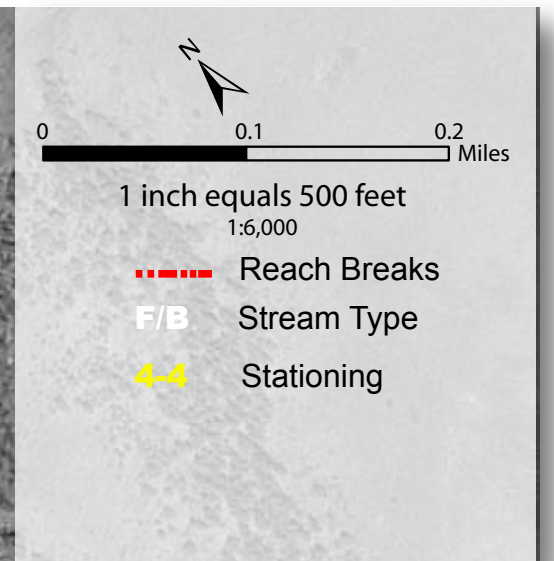 N
0 0.1 0.2
Miles
1 inch equals 500 feet
1:6,000
Reach Breaks
F/B Stream Type
4-4 Stationing